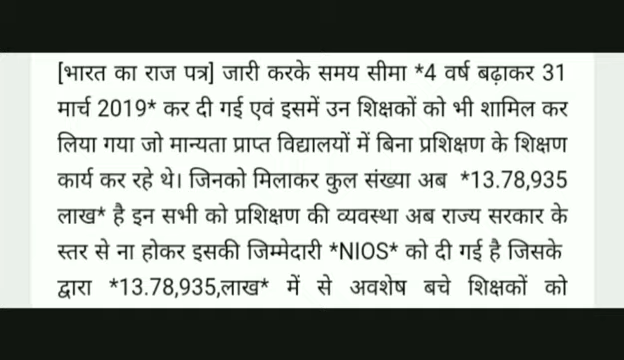 [भारत का राज पत्र] जारी करके समय सीमा *4 वर्ष बढ़ाकर 31
मार्च 2019* कर दी गई एवं इसमें उन शिक्षकों को भी शामिल कर
लिया गया जो मान्यता प्राप्त विद्यालयों में बिना प्रशिक्षण के शिक्षण
कार्य कर रहे थे। जिनको मिलाकर कुल संख्या अब *13.78,935
लाख* है इन सभी को प्रशिक्षण की व्यवस्था अब राज्य सरकार के
स्तर से ना होकर इसकी जिम्मेदारी *NIOS* को दी गई है जिसके
द्वारा *13.78,935,लाख* में से अवशेष बचे शिक्षकों को